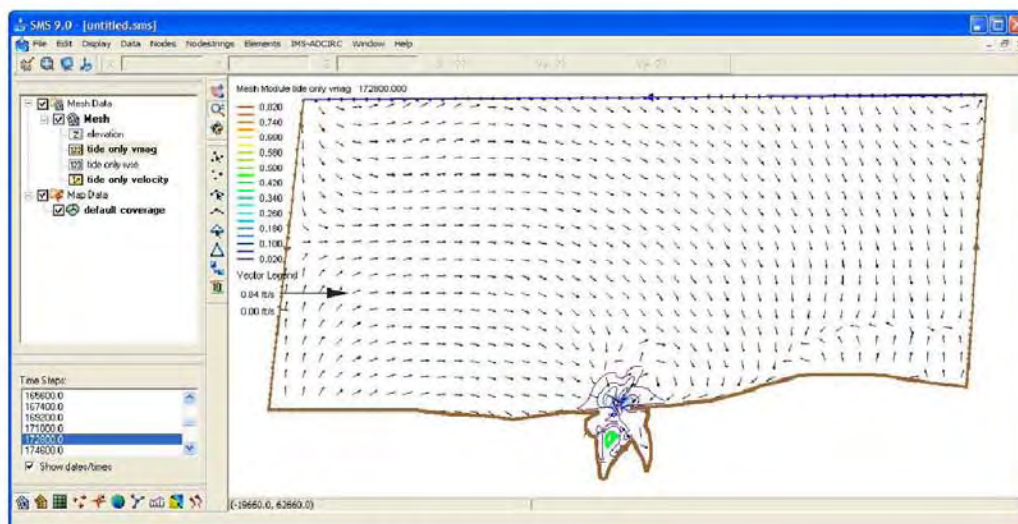 SMS 9.0 - [untitled.sms]
File Edit Display Data Nodes Nodestrings Elements IMS-ADCIRC Window Help
Mesh Data
Mesh
elevation
tide only vmag
tide only wse
tide only velocity
Map Data
default coverage
Mesh Module tide only vmag 172800.000
0.820
0.740
0.660
0.580
0.500
0.420
0.340
0.260
0.180
0.100
0.020
Vector Legend
0.84 ft/s
0.00 ft/s
Time Steps:
165600.0
167400.0
169200.0
171000.0
172800.0
174600.0
Show dates/times
(-19660.0, 62660.0)